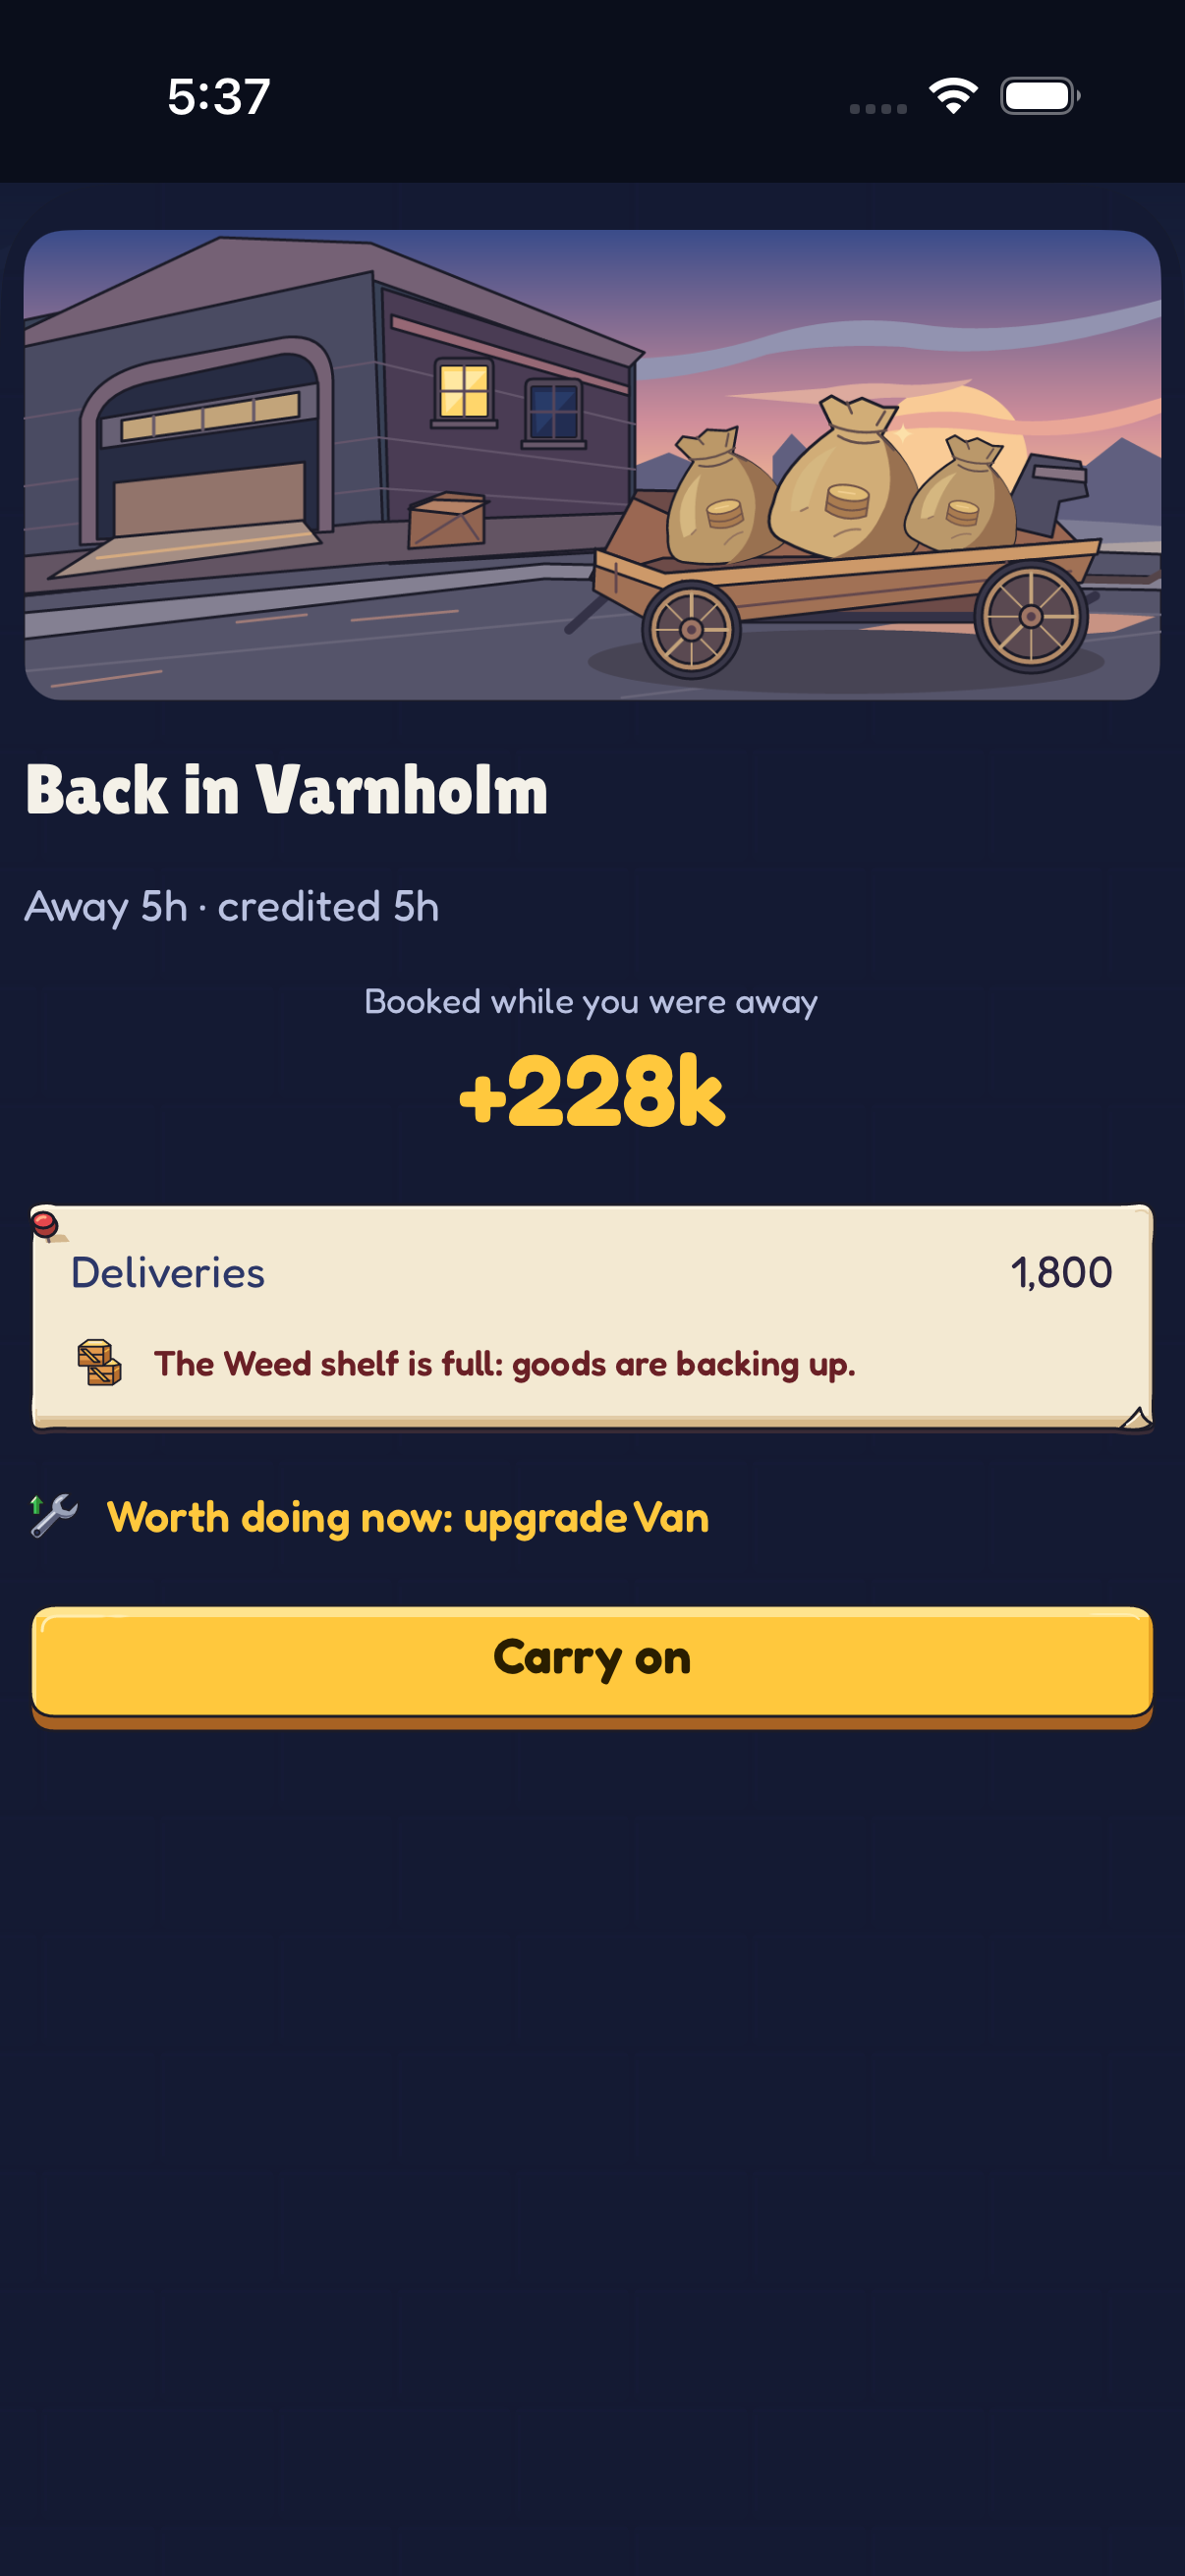 5:37
Back in Varnholm
Away 5h · credited 5h
Booked while you were away
+228k
Deliveries 1,800
The Weed shelf is full: goods are backing up.
Worth doing now: upgrade Van
Carry on